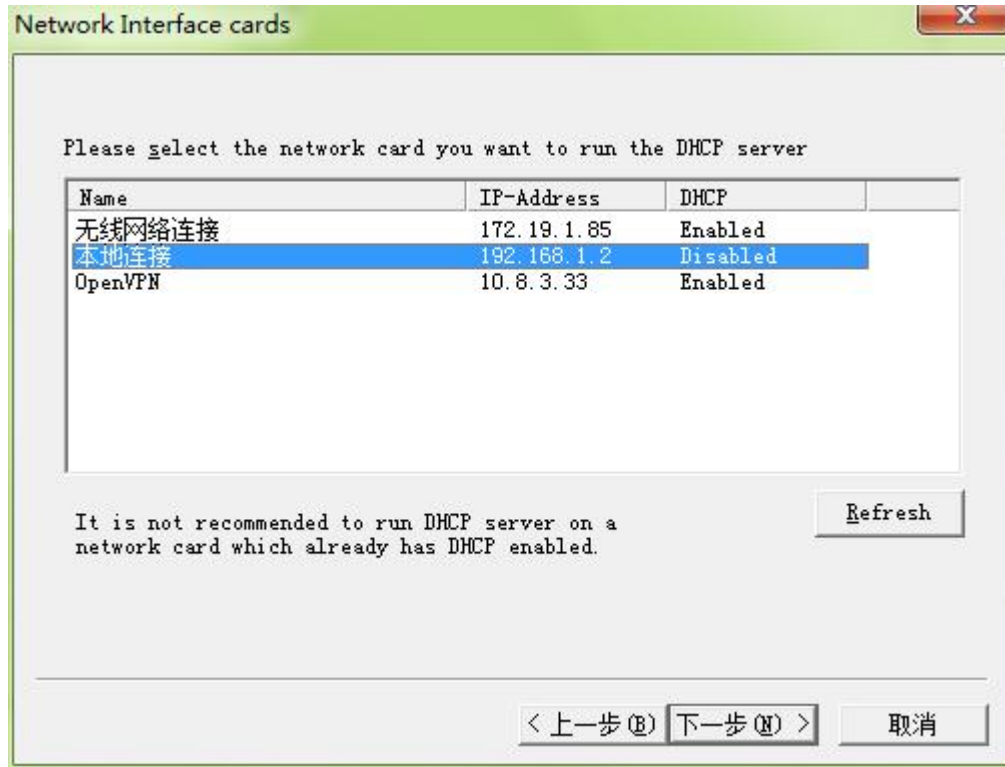 Network Interface cards
X
Please select the network card you want to run the DHCP server
Name IP-Address DHCP
无线网络连接 172.19.1.85 Enabled
本地连接 192.168.1.2 Disabled
OpenVPN 10.8.3.33 Enabled
It is not recommended to run DHCP server on a
network card which already has DHCP enabled.
Refresh
< 上一步(B) 下一步(N) > 取消